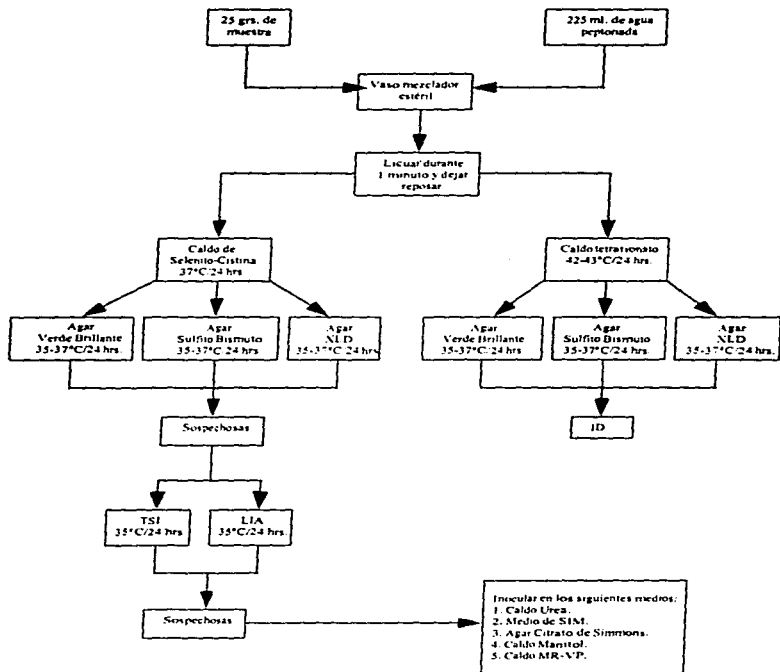 25 grs. de
muestra
225 ml. de agua
peptonada
Vaso mezclador
estéril
Licuar durante
1 minuto y dejar
reposar
Caldo de
Selenito-Cistina
37°C/24 hrs.
Caldo tetrationato
42-43°C/24 hrs.
Agar
Verde Brillante
35-37°C/24 hrs.
Agar
Sulfito Bismuto
35-37°C/24 hrs.
Agar
XLD
35-37°C/24 hrs.
Agar
Verde Brillante
35-37°C/24 hrs.
Agar
Sulfito Bismuto
35-37°C/24 hrs.
Agar
XLD
35-37°C/24 hrs.
Sospechosas
ID
TSI
35°C/24 hrs.
LIA
35°C/24 hrs.
Sospechosas
Inocular en los siguientes medios:
1. Caldo Urea.
2. Medio de SIM.
3. Agar Citrato de Simmons.
4. Caldo Manitol.
5. Caldo MR-VP.